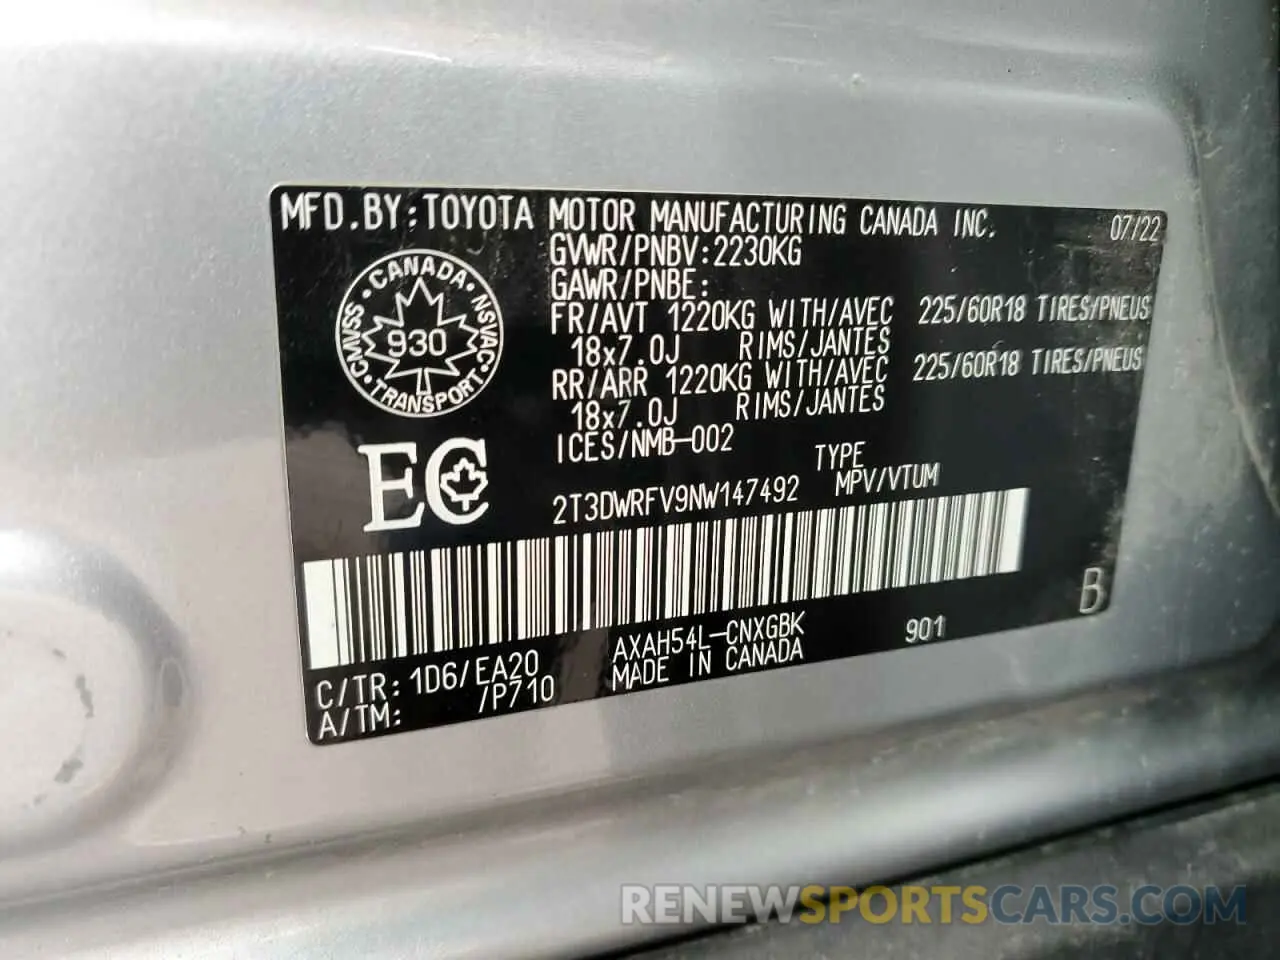 MFD.BY:TOYOTA MOTOR MANUFACTURING CANADA INC. 07/22
GVWR/PNBV:2230KG
GAWR/PNBE:
FR/AVT 1220KG WITH/AVEC 225/60R18 TIRES/PNEUS
18x7.0J RIMS/JANTES
RR/ARR 1220KG WITH/AVEC 225/60R18 TIRES/PNEUS
18x7.0J RIMS/JANTES
ICES/NMB-002
CANADA
CMVSS 930 NSVAC
TRANSPORT
EC
TYPE
2T3DWRFV9NW147492 MPV/VTUM
B
C/TR: 1D6/EA20 AXAH54L-CNXGBK 901
A/TM: /P710 MADE IN CANADA
RENEWSPORTSCARS.COM